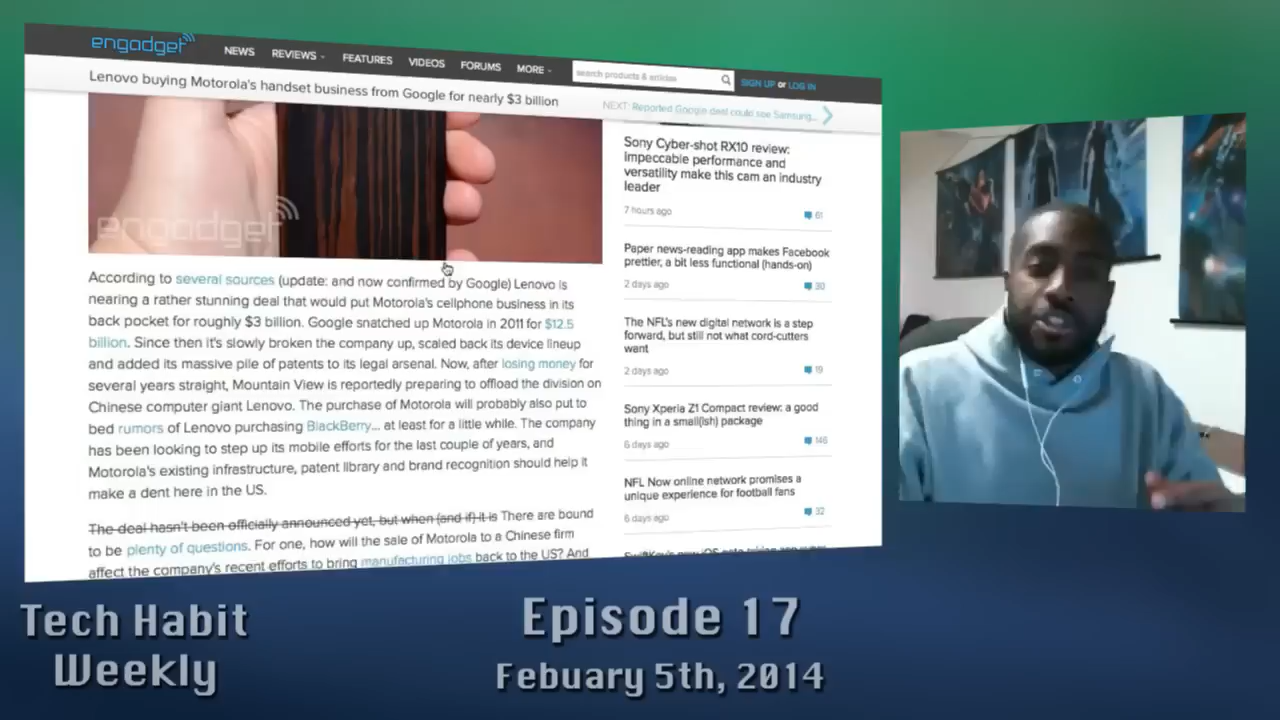 engadget
NEWS REVIEWS FEATURES VIDEOS FORUMS MORE search products & articles SIGN UP or LOG IN
Lenovo buying Motorola's handset business from Google for nearly $3 billion
NEXT: Reported Google deal could see Samsung...
engadget
According to several sources (update: and now confirmed by Google) Lenovo is
nearing a rather stunning deal that would put Motorola's cellphone business in its
back pocket for roughly $3 billion. Google snatched up Motorola in 2011 for $12.5
billion. Since then it's slowly broken the company up, scaled back its device lineup
and added its massive pile of patents to its legal arsenal. Now, after losing money for
several years straight, Mountain View is reportedly preparing to offload the division on
Chinese computer giant Lenovo. The purchase of Motorola will probably also put to
bed rumors of Lenovo purchasing BlackBerry... at least for a little while. The company
has been looking to step up its mobile efforts for the last couple of years, and
Motorola's existing infrastructure, patent library and brand recognition should help it
make a dent here in the US.
The deal hasn't been officially announced yet, but when (and if) it is There are bound
to be plenty of questions. For one, how will the sale of Motorola to a Chinese firm
affect the company's recent efforts to bring manufacturing jobs back to the US? And
Sony Cyber-shot RX10 review:
impeccable performance and
versatility make this cam an industry
leader
7 hours ago 61
Paper news-reading app makes Facebook
prettier, a bit less functional (hands-on)
2 days ago 30
The NFL's new digital network is a step
forward, but still not what cord-cutters
want
2 days ago 19
Sony Xperia Z1 Compact review: a good
thing in a small(ish) package
6 days ago 146
NFL Now online network promises a
unique experience for football fans
6 days ago 32
Tech Habit
Weekly
Episode 17
Febuary 5th, 2014